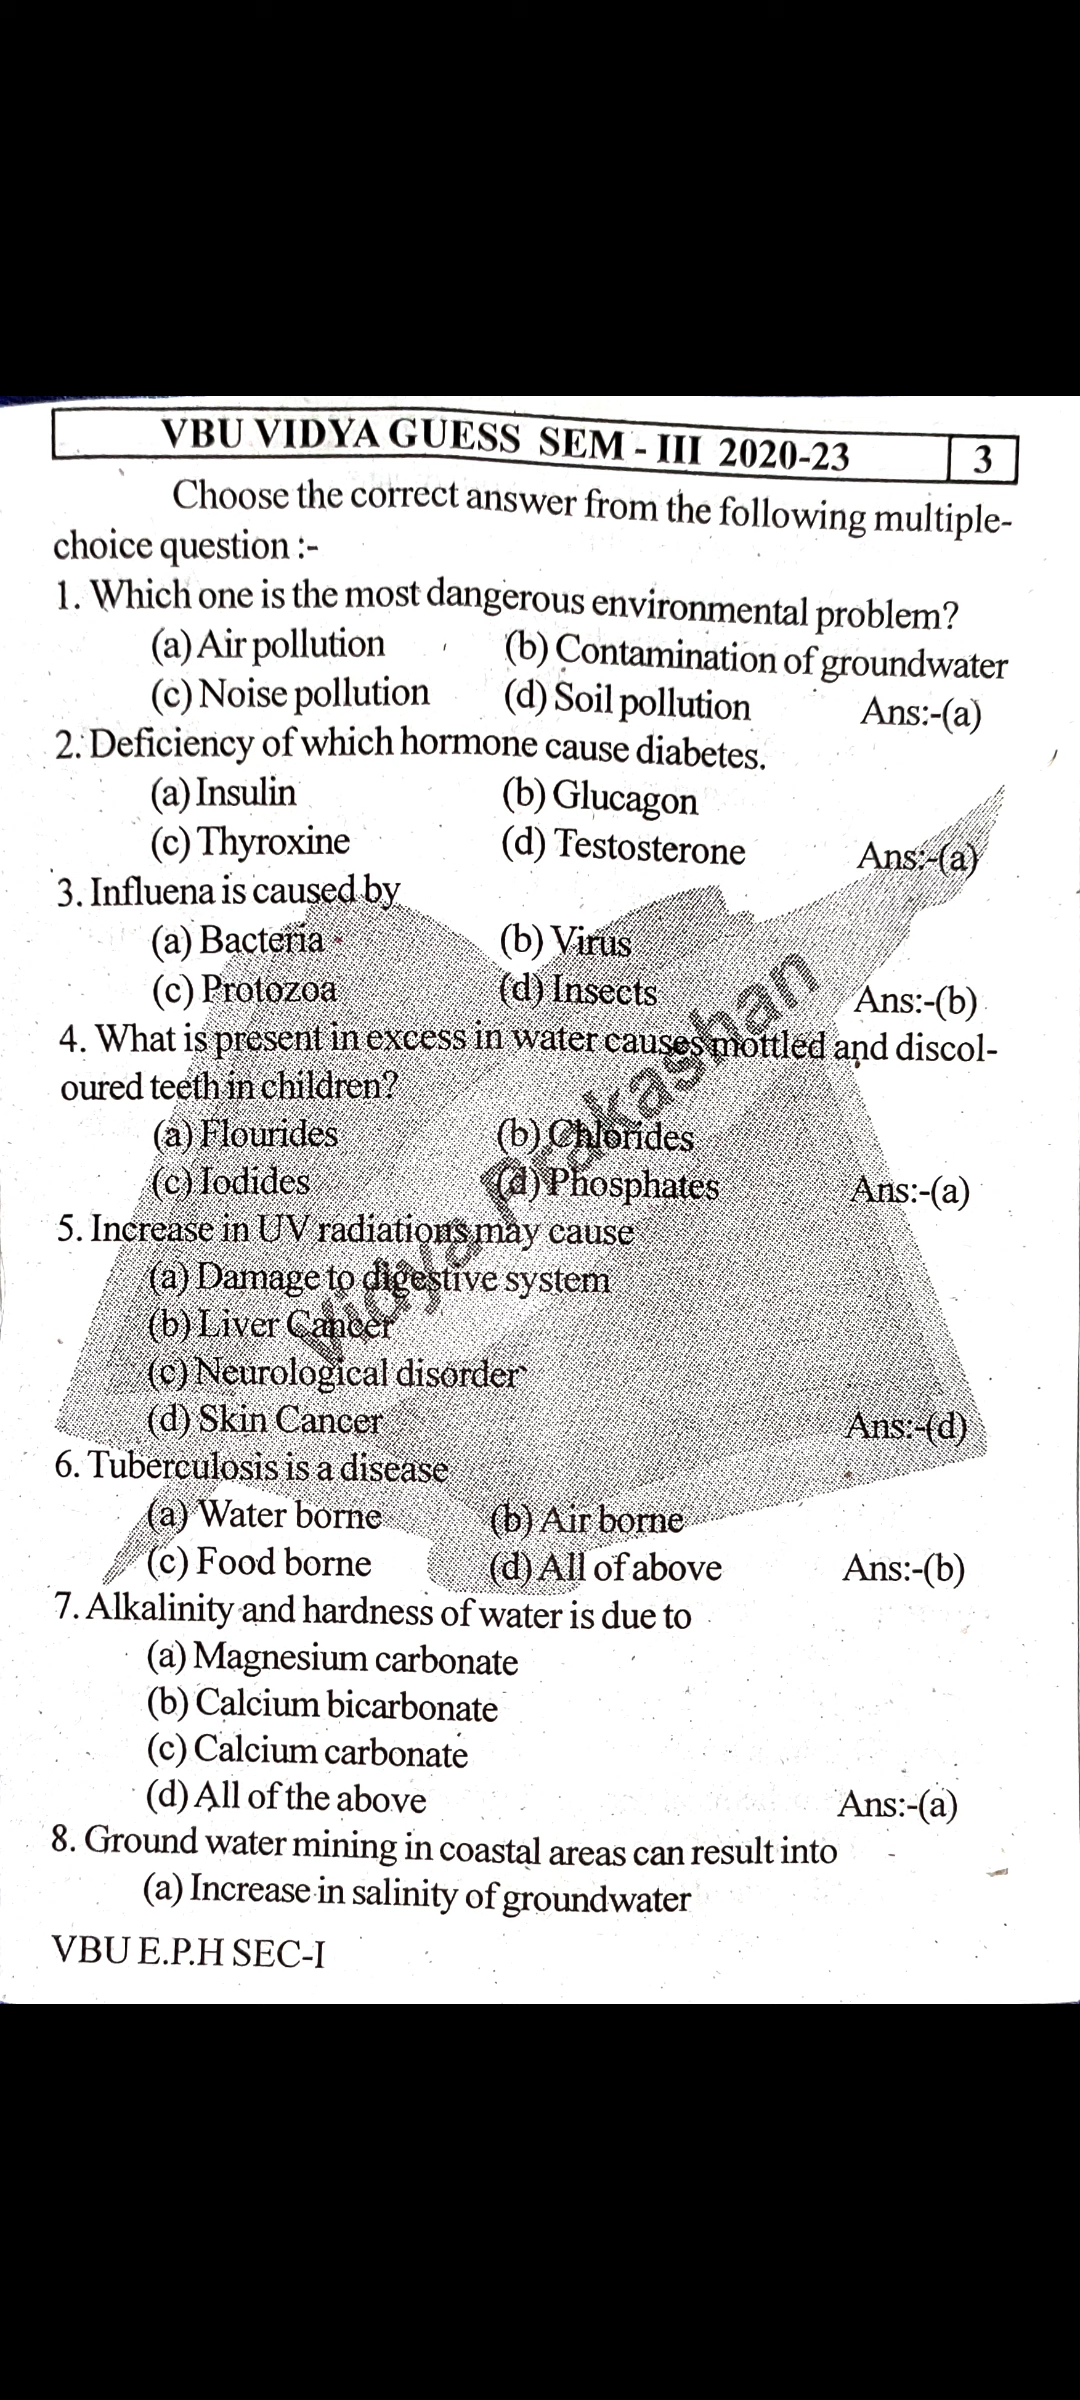 VBU VIDYA GUESS SEM - III 2020-23 3
Choose the correct answer from the following multiple-
choice question :-
1. Which one is the most dangerous environmental problem?
(a) Air pollution (b) Contamination of groundwater
(c) Noise pollution (d) Soil pollution Ans:-(a)
2. Deficiency of which hormone cause diabetes.
(a) Insulin (b) Glucagon
(c) Thyroxine (d) Testosterone Ans:-(a)
3. Influena is caused by
(a) Bacteria (b) Virus
(c) Protozoa (d) Insects Ans:-(b)
4. What is present in excess in water causes mottled and discol-
oured teeth in children?
(a) Flourides (b) Chlorides
(c) Iodides (d) Phosphates Ans:-(a)
5. Increase in UV radiations may cause
(a) Damage to digestive system
(b) Liver Cancer
(c) Neurological disorder
(d) Skin Cancer Ans:-(d)
6. Tuberculosis is a disease
(a) Water borne (b) Air borne
(c) Food borne (d) All of above Ans:-(b)
7. Alkalinity and hardness of water is due to
(a) Magnesium carbonate
(b) Calcium bicarbonate
(c) Calcium carbonate
(d) All of the above Ans:-(a)
8. Ground water mining in coastal areas can result into
(a) Increase in salinity of groundwater
VBU E.P.H SEC-I
Vidya Prakashan